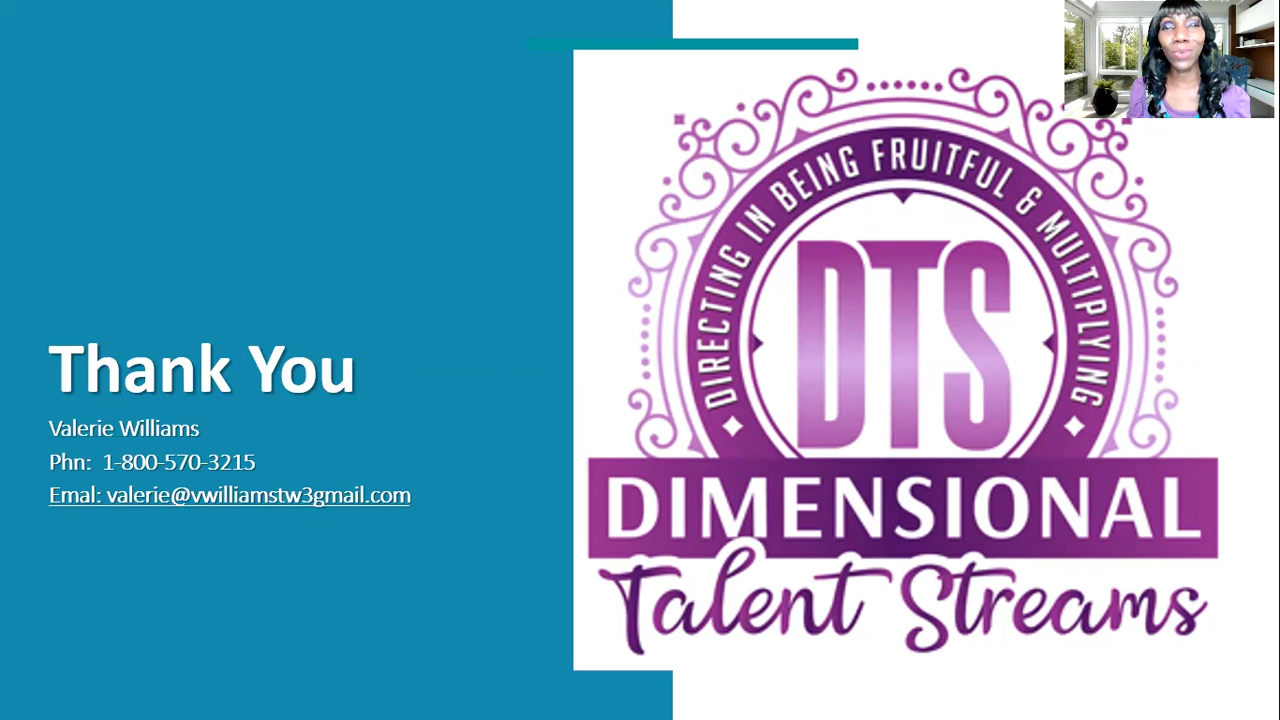 Thank You
Valerie Williams
Phn: 1-800-570-3215
Emal: valerie@vwilliamstw3gmail.com
DIRECTING IN BEING FRUITFUL & MULTIPLYING
DTS
DIMENSIONAL
Talent Streams